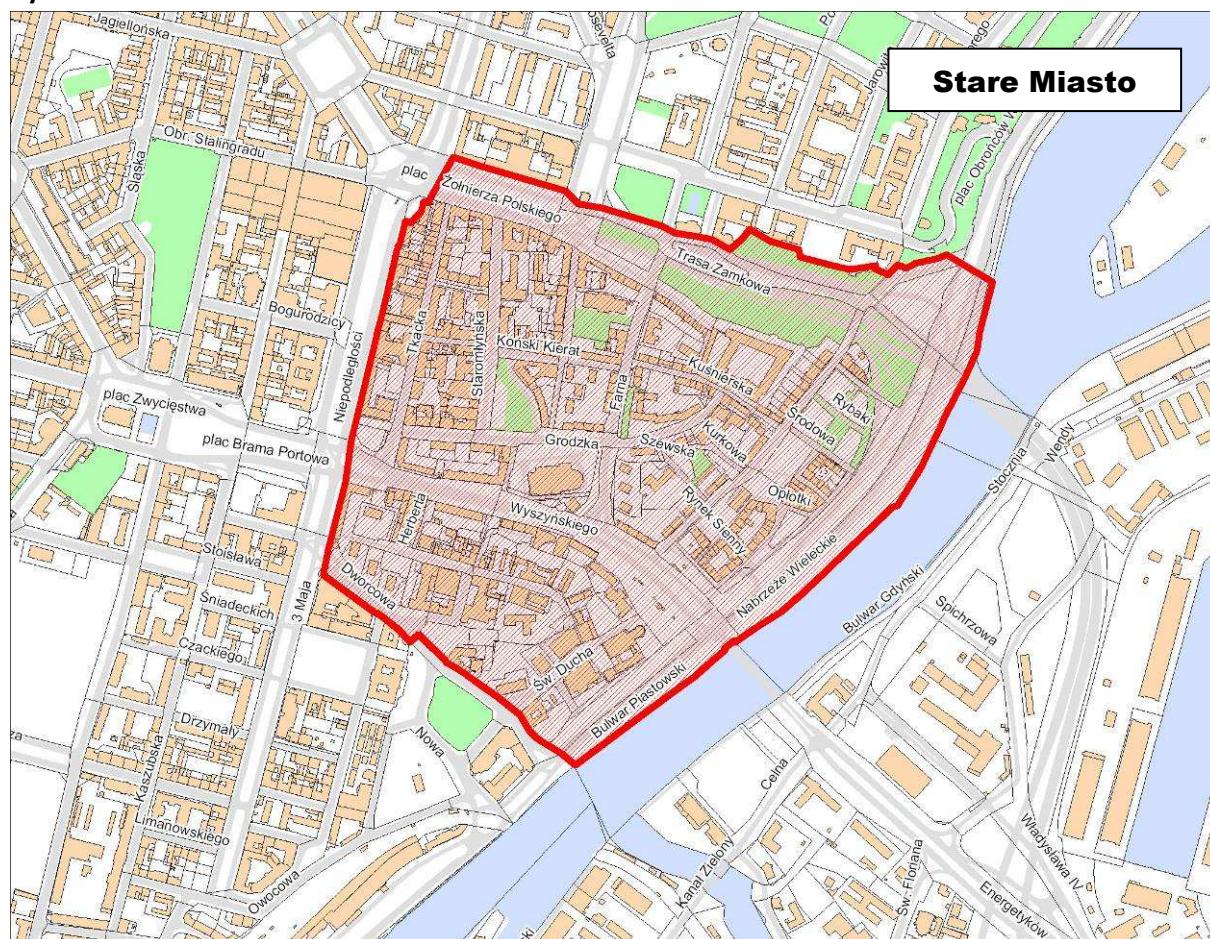 Jagiellońska
Stare Miasto
Obr. Stalingradu
Śląska
plac Żołnierza Polskiego
plac Obrońców W
Trasa Zamkowa
Bogurodzicy
Niepodległości
Tkacka
Staromłyńska
Koński Kierat
Farna
Kuśnierska
Kurkowa
Środowa
Rybaki
plac Zwycięstwa
plac Brama Portowa
Grodzka
Szewska
Rynek Sienny
Opłotki
Wyszyńskiego
Herberta
Stocznia
Wendy
Stoisława
Śniadeckich
Czackiego
Dworcowa
3 Maja
Nabrzeże Wieleckie
Bulwar Gdyński
Spichrzowa
Św. Ducha
Bulwar Piastowski
Drzymały
Nowa
Kaszubska
Limanowskiego
Owocowa
Celna
Kanał Zielony
Św. Floriana
Władysława IV
Energetyków